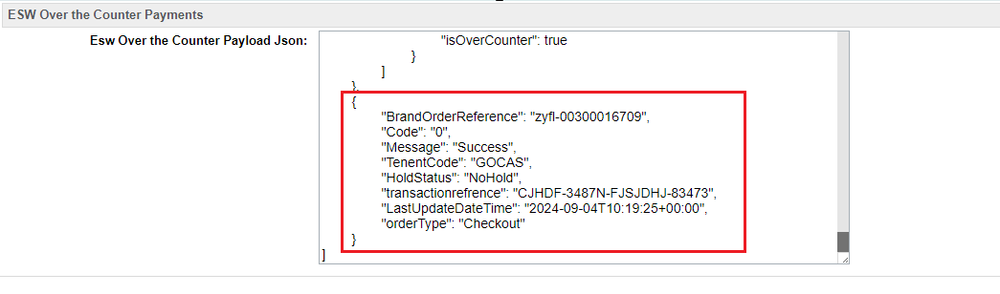 ESW Over the Counter Payments
Esw Over the Counter Payload Json:
"isOverCounter": true
}
]
},
{
"BrandOrderReference": "zyfl-00300016709",
"Code": "0",
"Message": "Success",
"TenentCode": "GOCAS",
"HoldStatus": "NoHold",
"transactionrefrence": "CJHDF-3487N-FJSJDHJ-83473",
"LastUpdateDateTime": "2024-09-04T10:19:25+00:00",
"orderType": "Checkout"
}
]